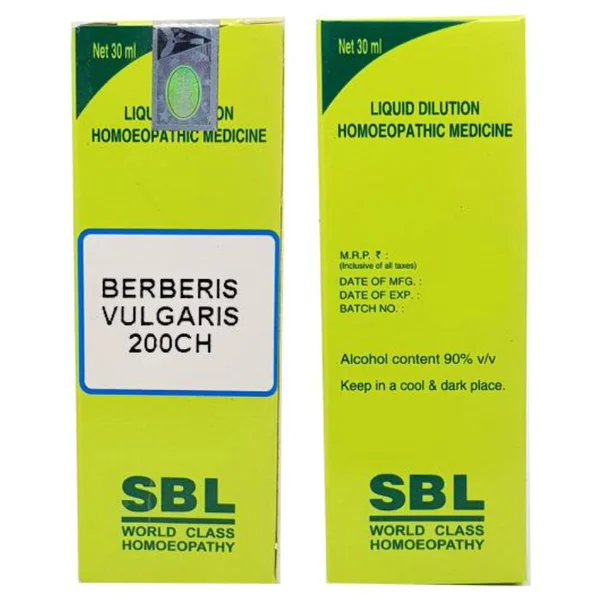 Net 30 ml
LIQU ON
HOMOEOPATHIC MEDICINE
BERBERIS
VULGARIS
200CH
SBL
WORLD CLASS
HOMOEOPATHY
Net 30 ml
LIQUID DILUTION
HOMOEOPATHIC MEDICINE
M.R.P. ₹ :
(Inclusive of all taxes)
DATE OF MFG. :
DATE OF EXP. :
BATCH NO. :
Alcohol content 90% v/v
Keep in a cool & dark place.
SBL
WORLD CLASS
HOMOEOPATHY